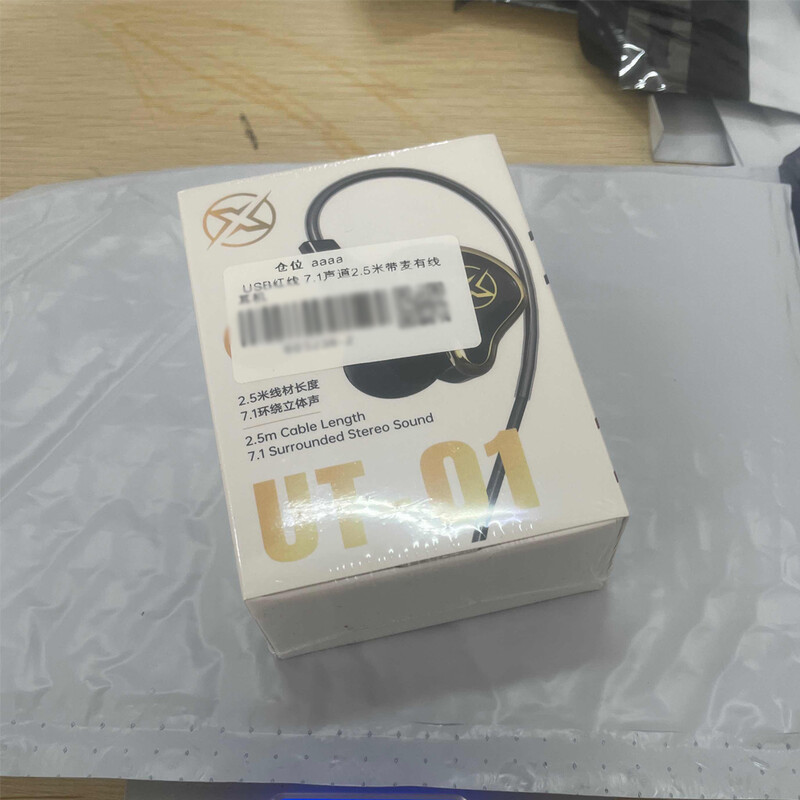 仓位 aaaa
USB红线 7.1声道2.5米带麦有线
耳机
2.5米线材长度
7.1环绕立体声
2.5m Cable Length
7.1 Surrounded Stereo Sound
UT-01